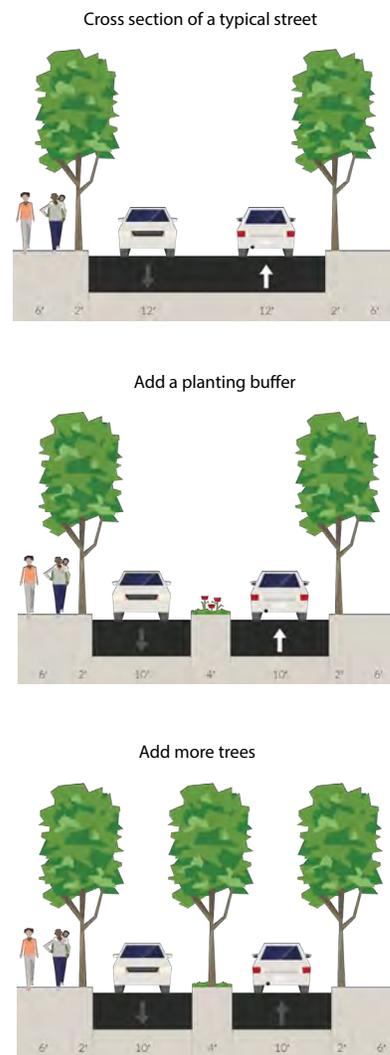 Cross section of a typical street
6' 2' 12' 12' 2' 6'
Add a planting buffer
6' 2' 10' 4' 10' 2' 6'
Add more trees
6' 2' 10' 4' 10' 2' 6'